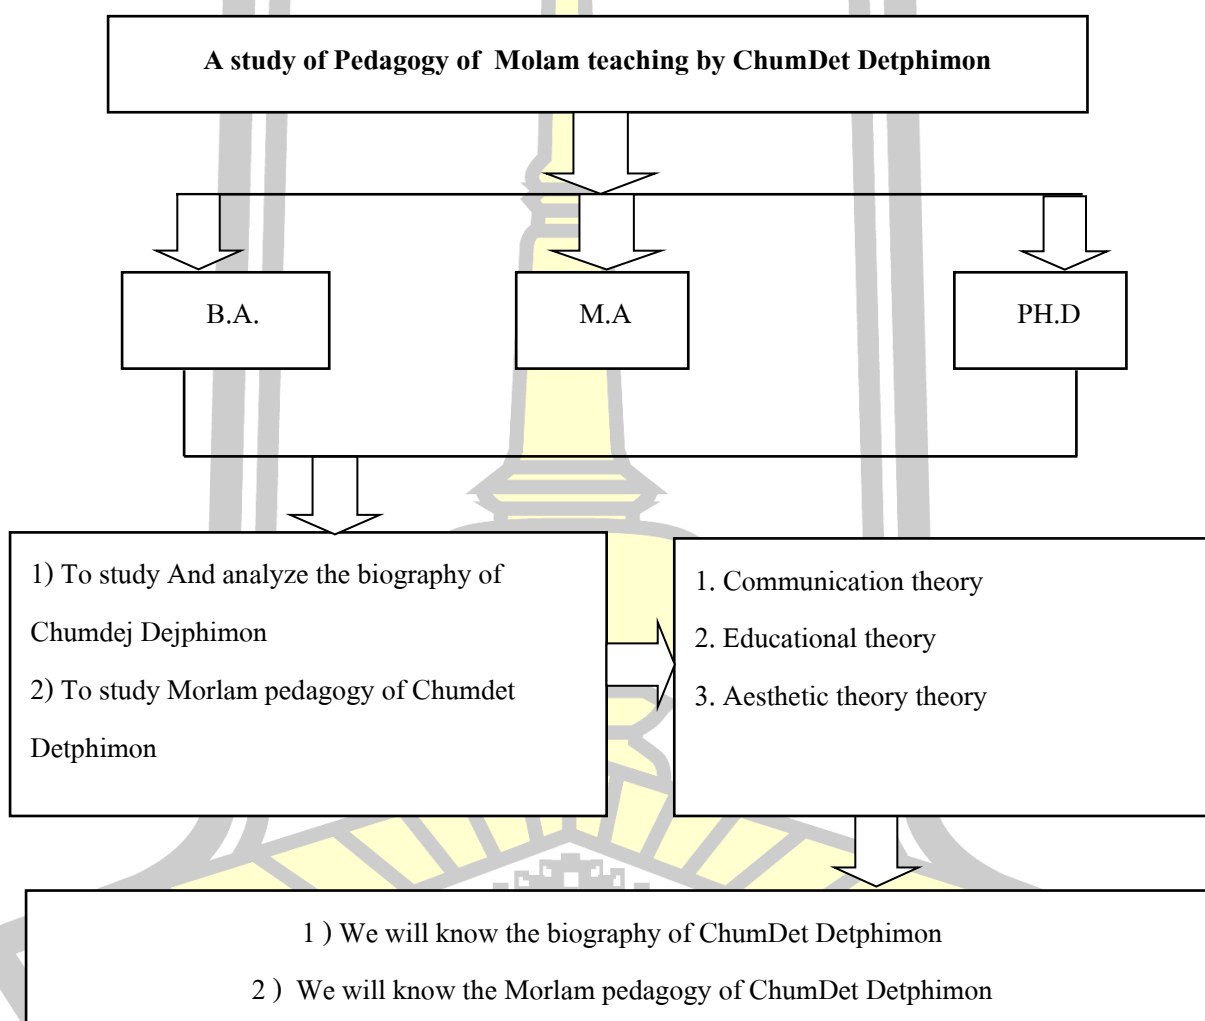 A study of Pedagogy of Molam teaching by ChumDet Detphimon
B.A.
M.A
PH.D
1) To study And analyze the biography of
Chumdej Dejphimon
2) To study Morlam pedagogy of Chumdet
Detphimon
1. Communication theory
2. Educational theory
3. Aesthetic theory theory
1 ) We will know the biography of ChumDet Detphimon
2 ) We will know the Morlam pedagogy of ChumDet Detphimon